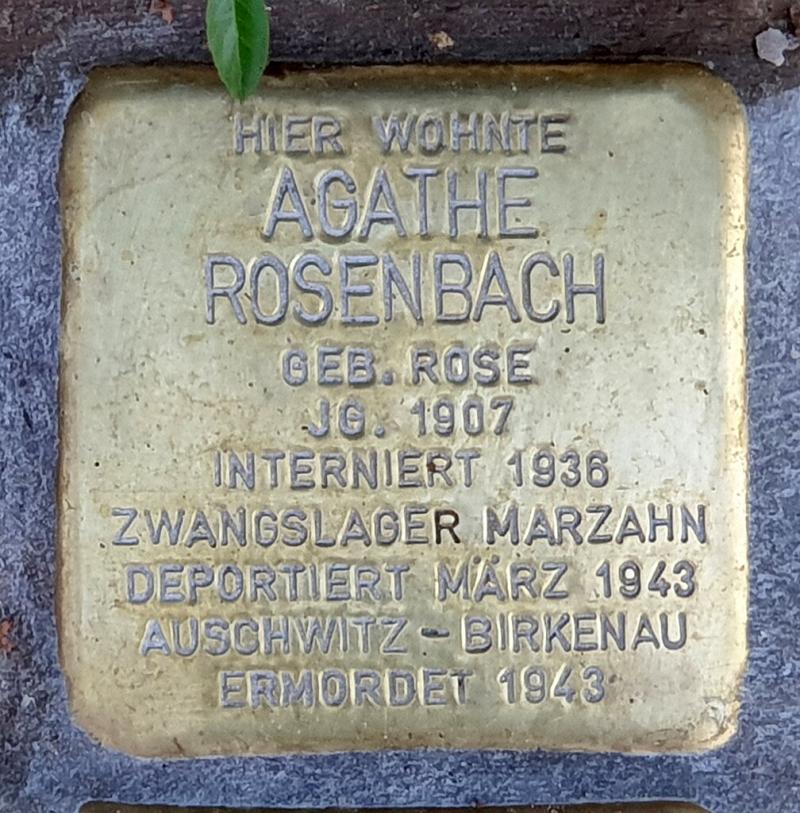 HIER WOHNTE
AGATHE
ROSENBACH
GEB. ROSE
JG. 1907
INTERNIERT 1936
ZWANGSLAGER MARZAHN
DEPORTIERT MÄRZ 1943
AUSCHWITZ-BIRKENAU
ERMORDET 1943